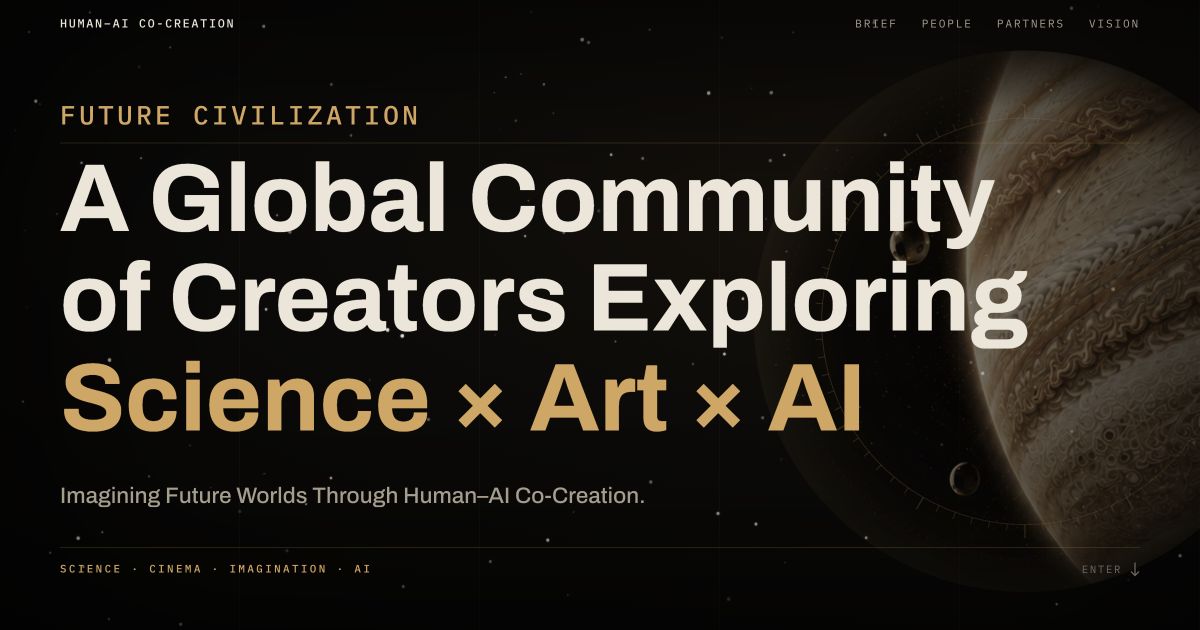 HUMAN–AI CO-CREATION
BRIEF PEOPLE PARTNERS VISION
FUTURE CIVILIZATION
A Global Community
of Creators Exploring
Science × Art × AI
Imagining Future Worlds Through Human–AI Co-Creation.
SCIENCE · CINEMA · IMAGINATION · AI
ENTER ↓